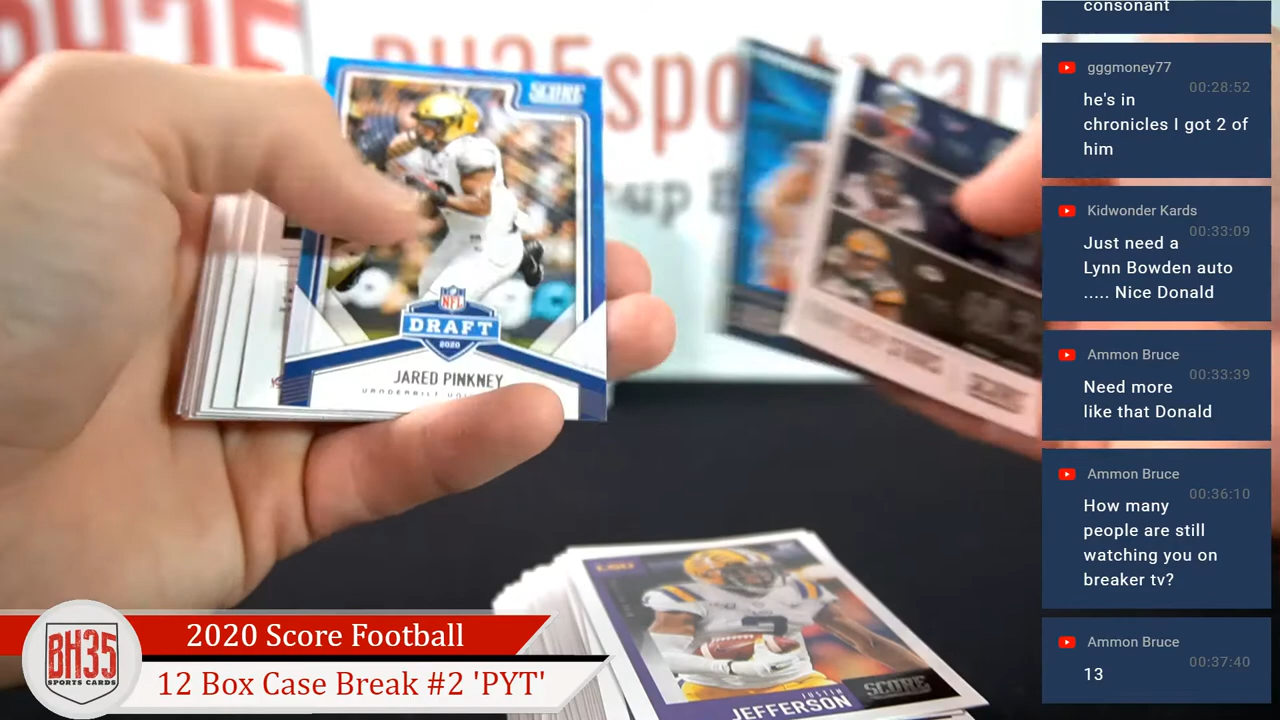 consonant
gggmoney77
00:28:52
he's in
chronicles I got 2 of
him
Kidwonder Kards
00:33:09
Just need a
Lynn Bowden auto
..... Nice Donald
Ammon Bruce
00:33:39
Need more
like that Donald
Ammon Bruce
00:36:10
How many
people are still
watching you on
breaker tv?
Ammon Bruce
00:37:40
13
BH35
SCORE
NFL
DRAFT
2020
JARED PINKNEY
VANDERBILT
SCORE
LSU
2
JUSTIN
JEFFERSON
SCORE
BH35
SPORTS CARDS
2020 Score Football
12 Box Case Break #2 'PYT'